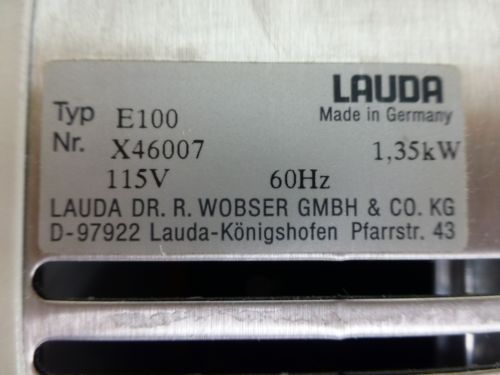 LAUDA
Typ E100 Made in Germany
Nr. X46007 1,35kW
115V 60Hz
LAUDA DR. R. WOBSER GMBH & CO. KG
D-97922 Lauda-Königshofen Pfarrstr. 43